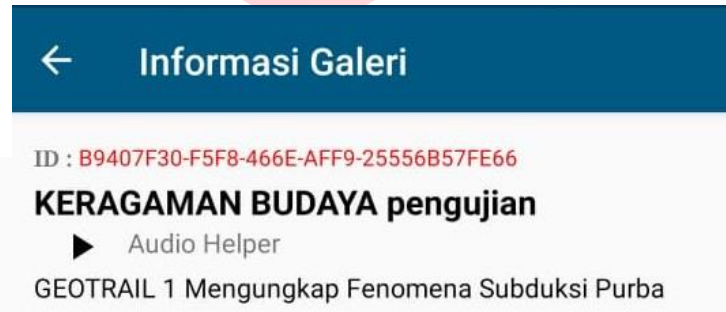 Informasi Galeri
ID : B9407F30-F5F8-466E-AFF9-25556B57FE66
KERAGAMAN BUDAYA pengujian
Audio Helper
GEOTRAIL 1 Mengungkap Fenomena Subduksi Purba